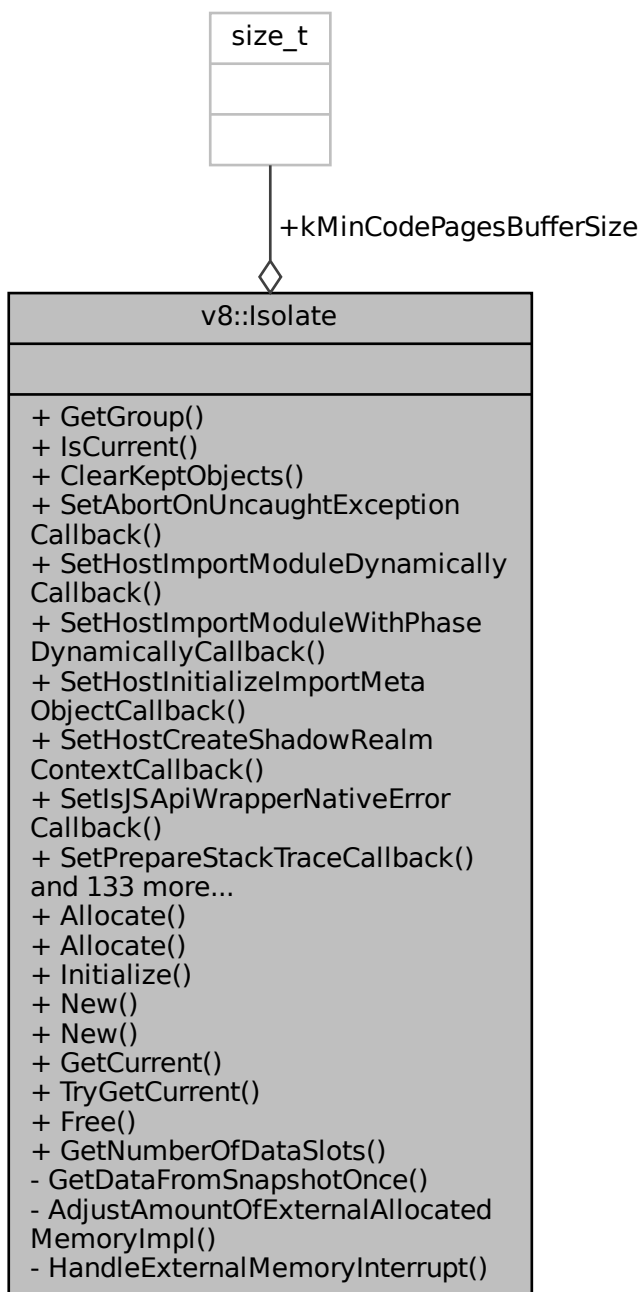 size_t
+kMinCodePagesBufferSize
v8::Isolate
+ GetGroup()
+ IsCurrent()
+ ClearKeptObjects()
+ SetAbortOnUncaughtException
Callback()
+ SetHostImportModuleDynamically
Callback()
+ SetHostImportModuleWithPhase
DynamicallyCallback()
+ SetHostInitializeImportMeta
ObjectCallback()
+ SetHostCreateShadowRealm
ContextCallback()
+ SetIsJSApiWrapperNativeError
Callback()
+ SetPrepareStackTraceCallback()
and 133 more...
+ Allocate()
+ Allocate()
+ Initialize()
+ New()
+ New()
+ GetCurrent()
+ TryGetCurrent()
+ Free()
+ GetNumberOfDataSlots()
- GetDataFromSnapshotOnce()
- AdjustAmountOfExternalAllocated
MemoryImpl()
- HandleExternalMemoryInterrupt()